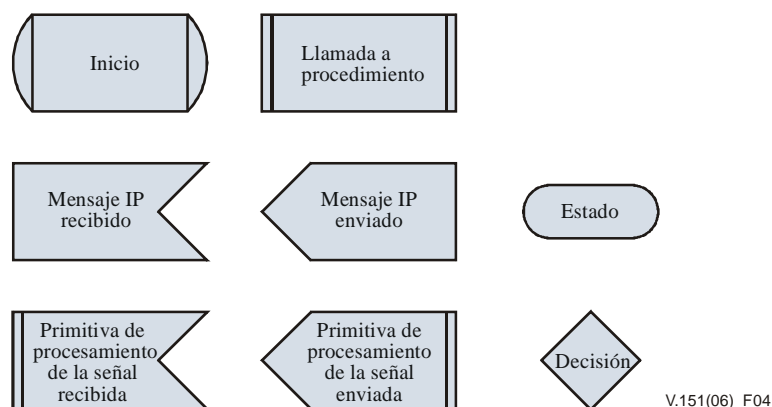 Inicio
Llamada a
procedimiento
Mensaje IP
recibido
Mensaje IP
enviado
Estado
Primitiva de
procesamiento
de la señal
recibida
Primitiva de
procesamiento
de la señal
enviada
Decisión
V.151(06)_F04